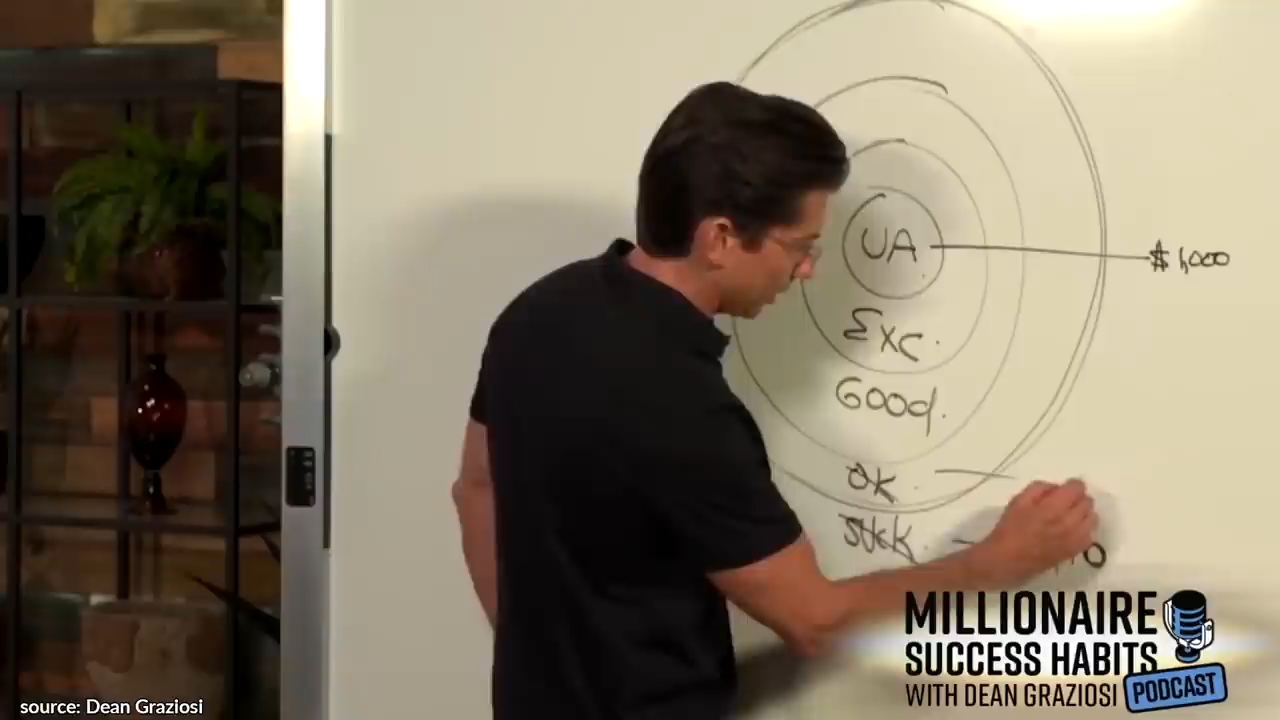 UA
$1,000
Exc.
Good.
OK.
Suck.
MILLIONAIRE
SUCCESS HABITS
WITH DEAN GRAZIOSI
PODCAST
source: Dean Graziosi